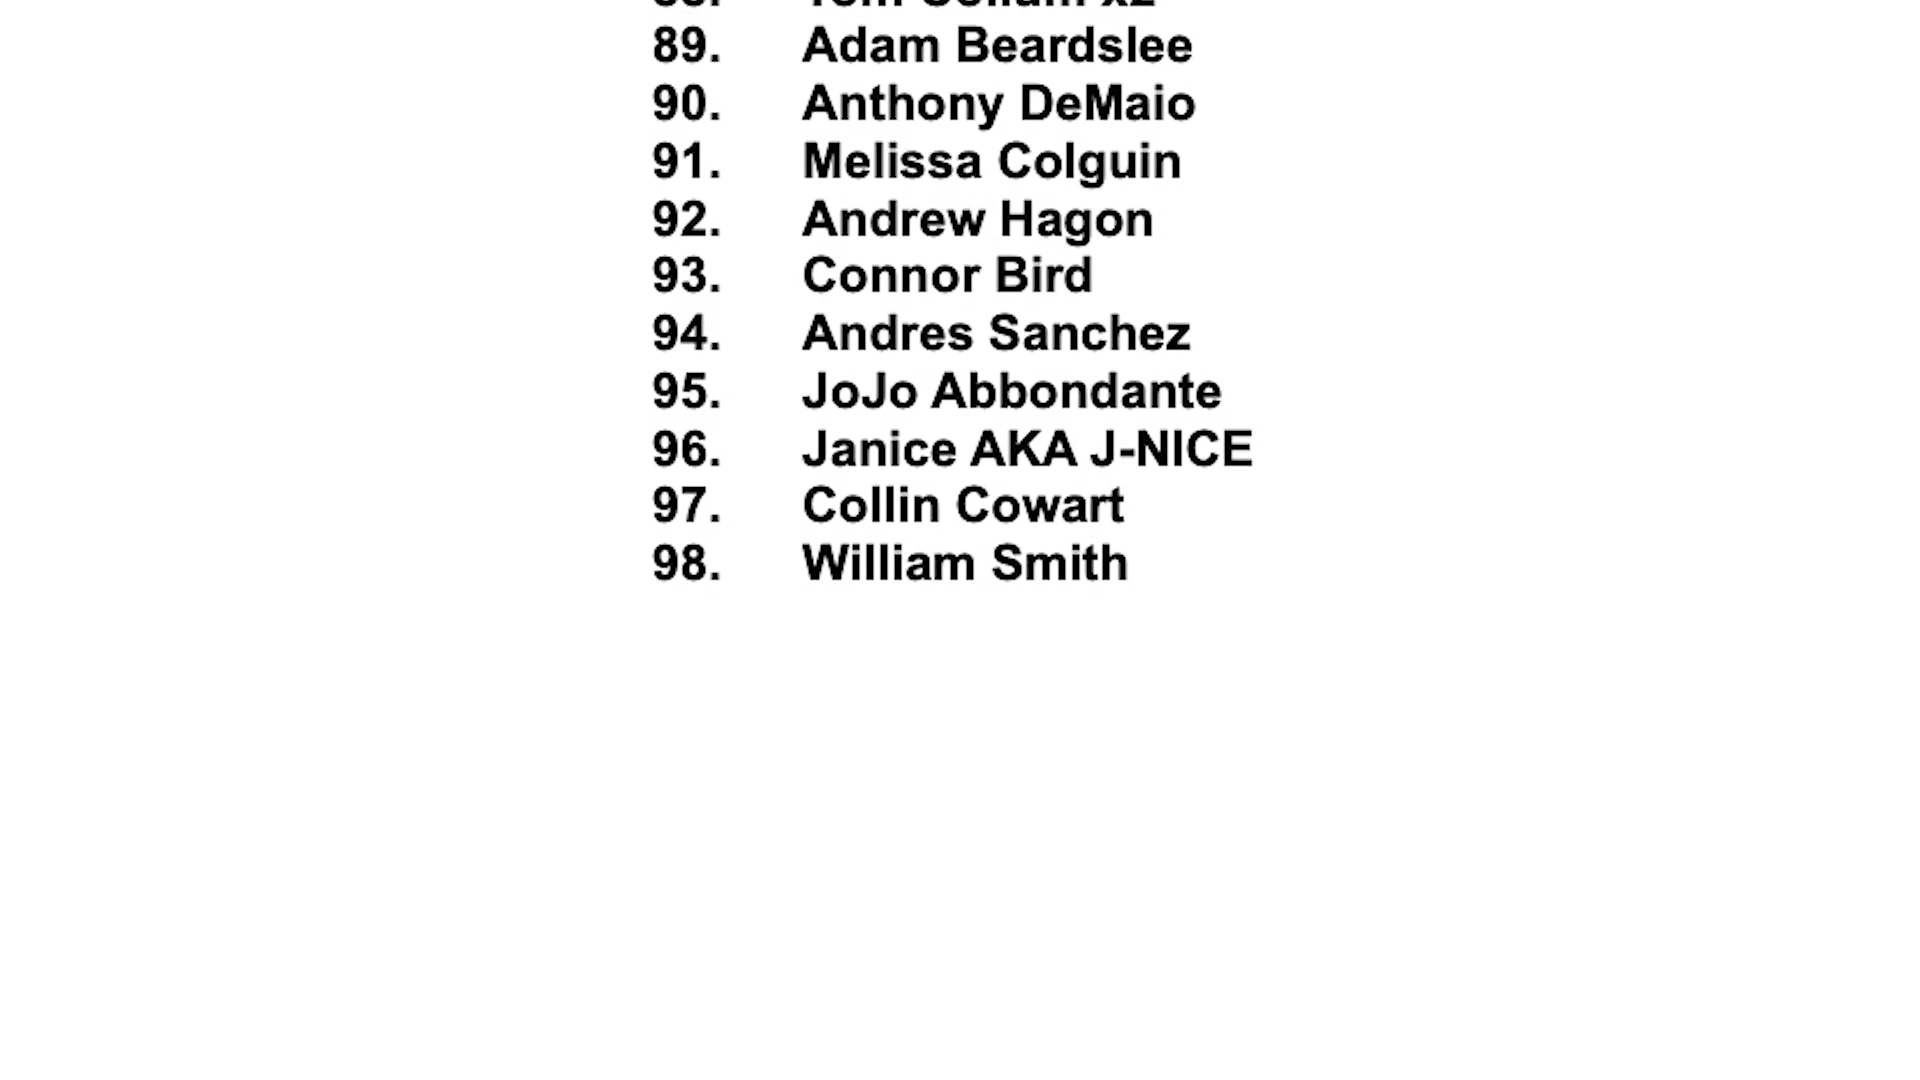 89. Adam Beardslee
90. Anthony DeMaio
91. Melissa Colguin
92. Andrew Hagon
93. Connor Bird
94. Andres Sanchez
95. JoJo Abbondante
96. Janice AKA J-NICE
97. Collin Cowart
98. William Smith